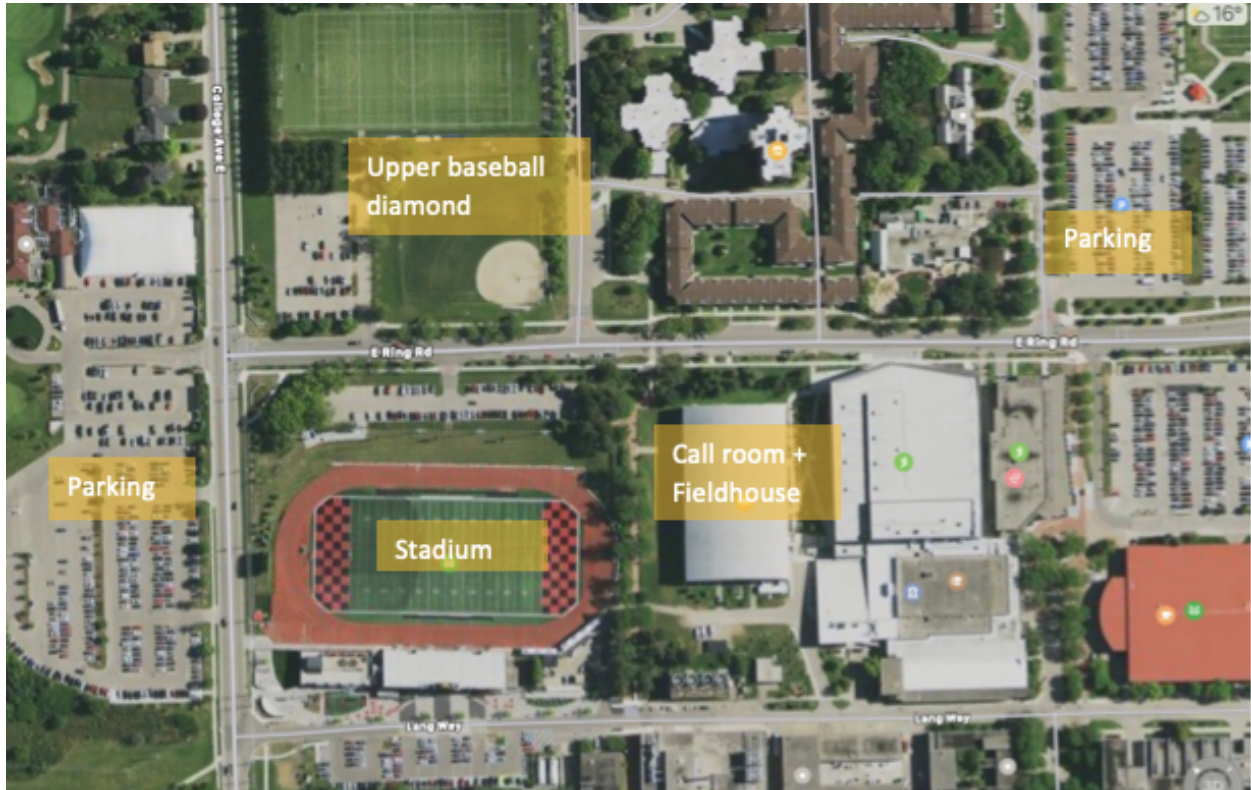 16°
College Ave E
Upper baseball
diamond
P
Parking
E Ring Rd
E Ring Rd
Call room +
Fieldhouse
Parking
Stadium
Lang Way
Lang Way
3D